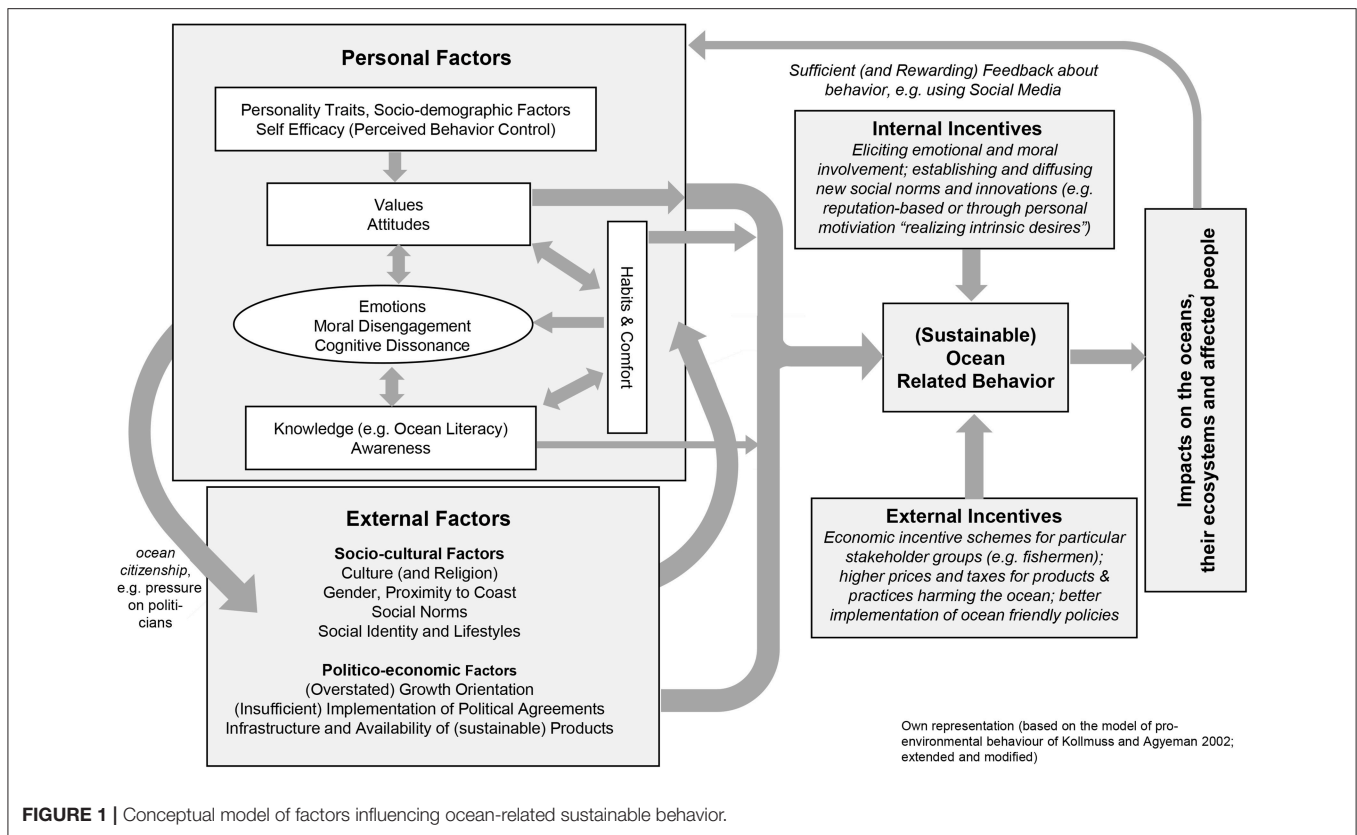 Personal Factors
Personality Traits, Socio-demographic Factors
Self Efficacy (Perceived Behavior Control)
Values
Attitudes
Emotions
Moral Disengagement
Cognitive Dissonance
Habits & Comfort
Knowledge (e.g. Ocean Literacy)
Awareness
External Factors
Socio-cultural Factors
Culture (and Religion)
Gender, Proximity to Coast
Social Norms
Social Identity and Lifestyles
Politico-economic Factors
(Overstated) Growth Orientation
(Insufficient) Implementation of Political Agreements
Infrastructure and Availability of (sustainable) Products
ocean
citizenship,
e.g. pressure
on politi-
cians
Sufficient (and Rewarding) Feedback about
behavior, e.g. using Social Media
Internal Incentives
Eliciting emotional and moral
involvement; establishing and diffusing
new social norms and innovations (e.g.
reputation-based or through personal
motiviation “realizing intrinsic desires”)
(Sustainable)
Ocean
Related Behavior
External Incentives
Economic incentive schemes for particular
stakeholder groups (e.g. fishermen);
higher prices and taxes for products &
practices harming the ocean; better
implementation of ocean friendly policies
Impacts on the oceans,
their ecosystems and affected people
Own representation (based on the model of pro-
environmental behaviour of Kollmuss and Agyeman 2002;
extended and modified)
FIGURE 1 | Conceptual model of factors influencing ocean-related sustainable behavior.